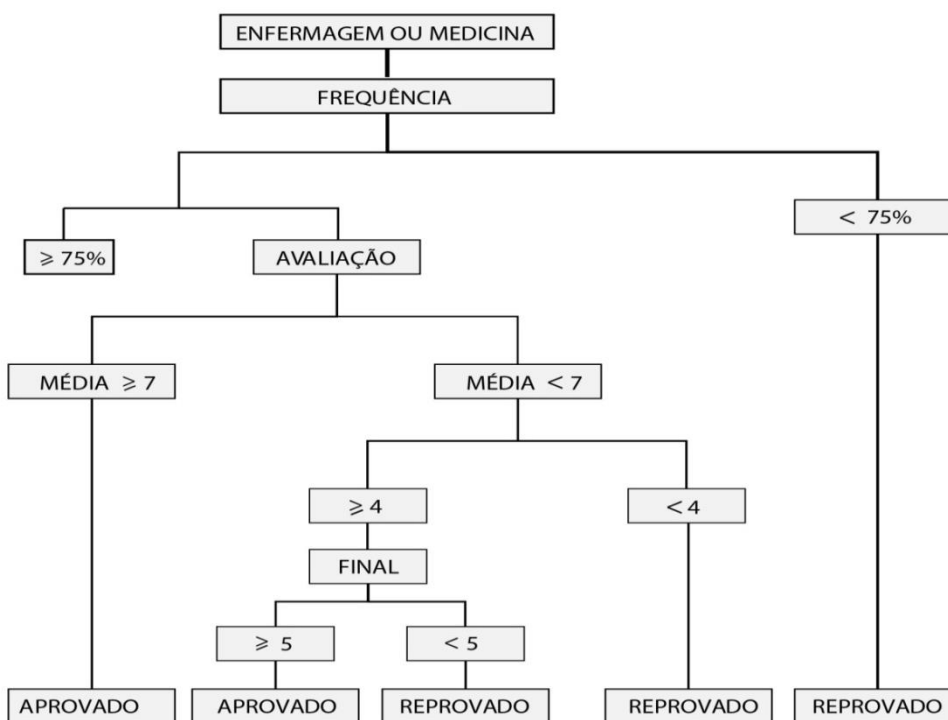 ENFERMAGEM OU MEDICINA
FREQUÊNCIA
< 75%
⩾ 75%
AVALIAÇÃO
MÉDIA ⩾ 7
MÉDIA < 7
⩾ 4
< 4
FINAL
⩾ 5
< 5
APROVADO
APROVADO
REPROVADO
REPROVADO
REPROVADO